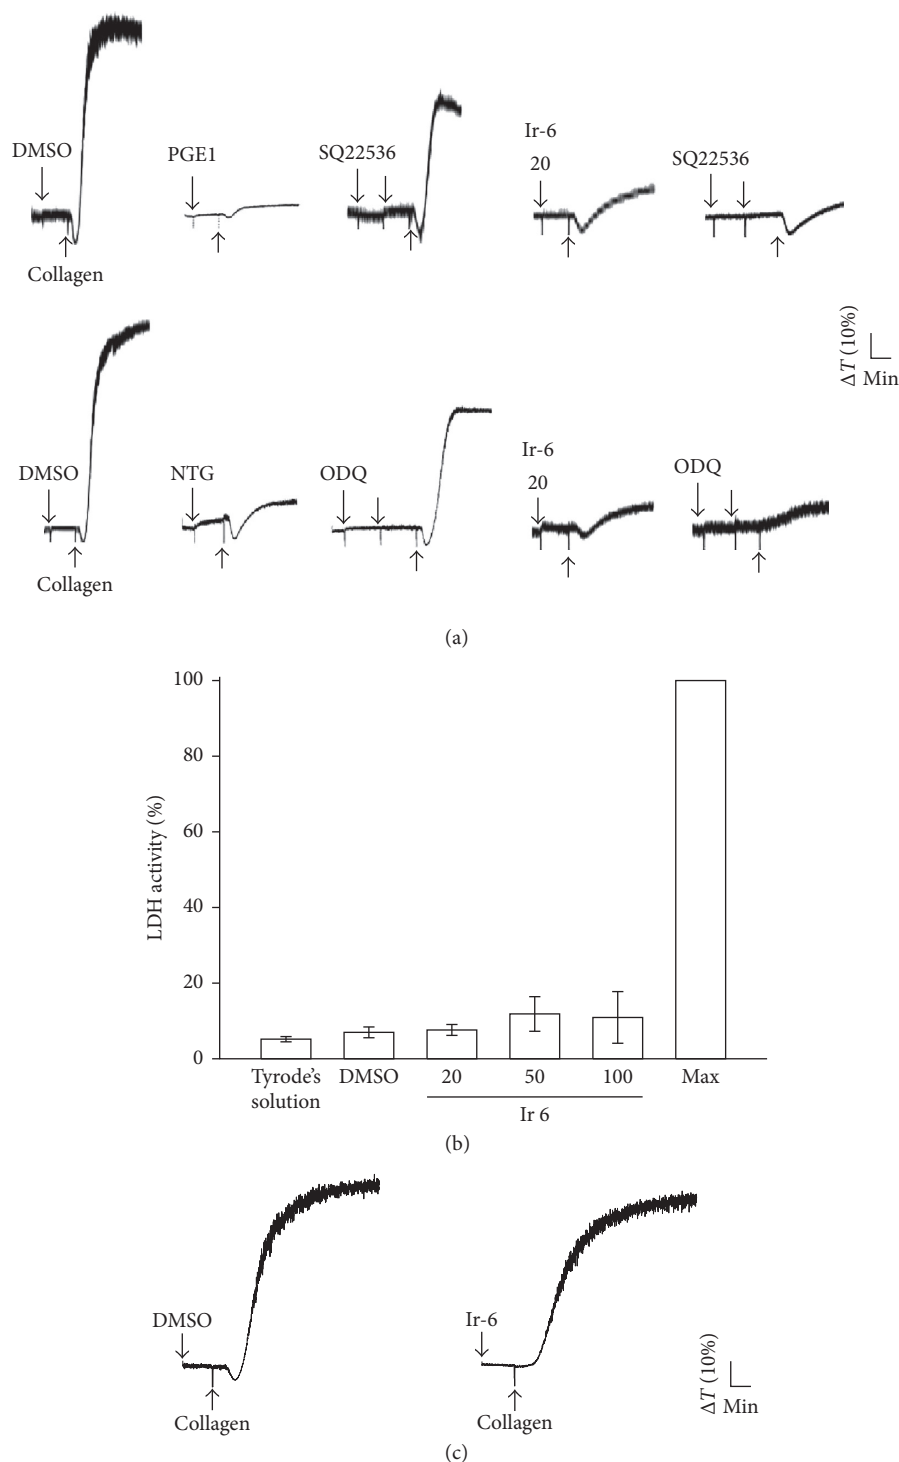 DMSO
PGE1
SQ22536
Ir-6
20
SQ22536
Collagen
ΔT (10%)
Min
DMSO
NTG
ODQ
Ir-6
20
ODQ
Collagen
(a)
100
80
60
40
20
0
LDH activity (%)
Tyrode's
solution
DMSO
20
50
100
Max
Ir 6
(b)
DMSO
Ir-6
Collagen
Collagen
ΔT (10%)
Min
(c)